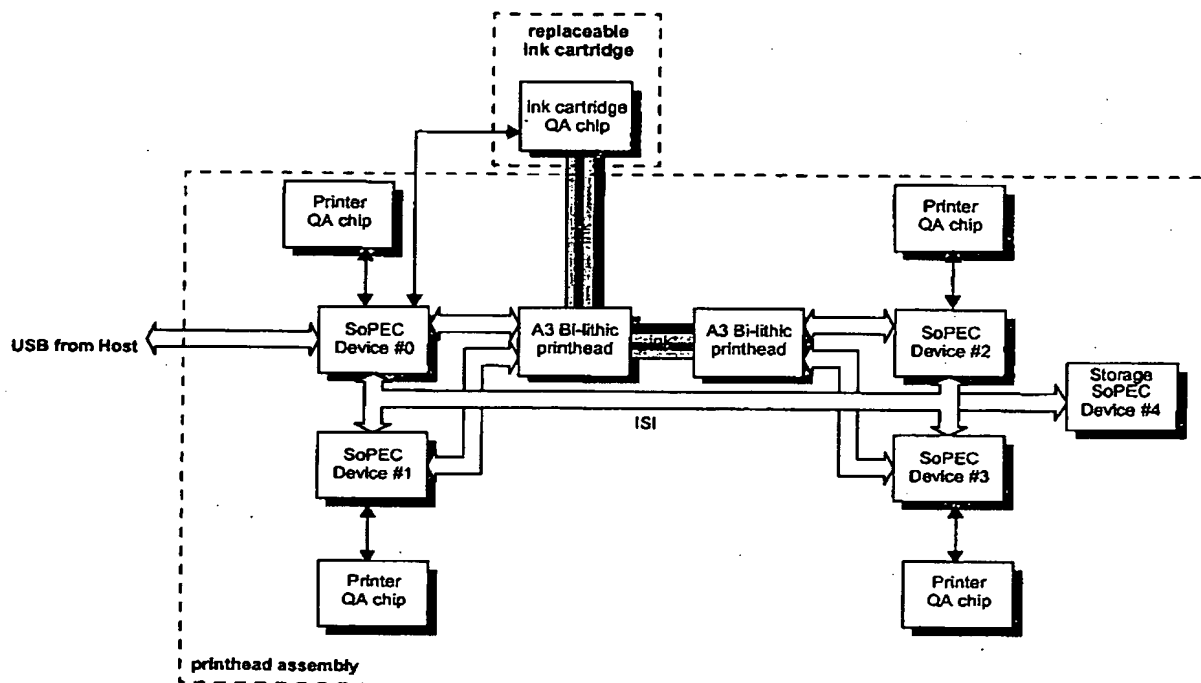 replaceable
ink cartridge
ink cartridge
QA chip
Printer
QA chip
Printer
QA chip
USB from Host
SoPEC
Device #0
A3 Bi-lithic
printhead
ink
A3 Bi-lithic
printhead
SoPEC
Device #2
Storage
SoPEC
Device #4
ISI
SoPEC
Device #1
SoPEC
Device #3
Printer
QA chip
Printer
QA chip
printhead assembly